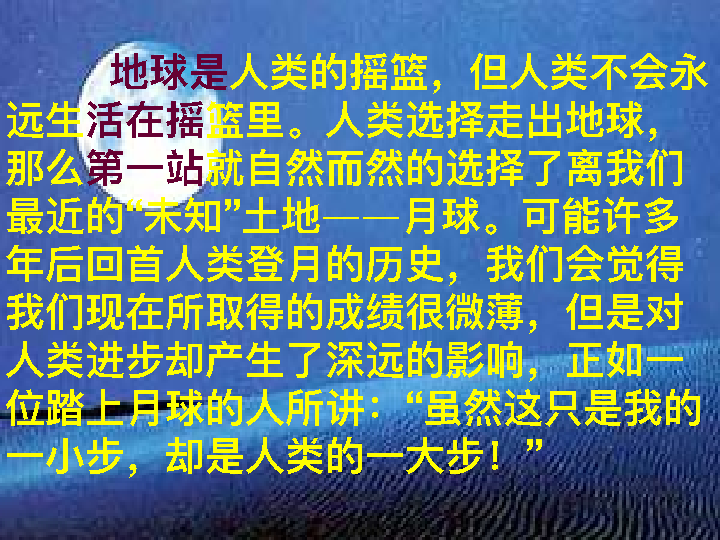 地球是人类的摇篮，但人类不会永
远生活在摇篮里。人类选择走出地球，
那么第一站就自然而然的选择了离我们
最近的“未知”土地——月球。可能许多
年后回首人类登月的历史，我们会觉得
我们现在所取得的成绩很微薄，但是对
人类进步却产生了深远的影响，正如一
位踏上月球的人所讲：“虽然这只是我的
一小步，却是人类的一大步！”